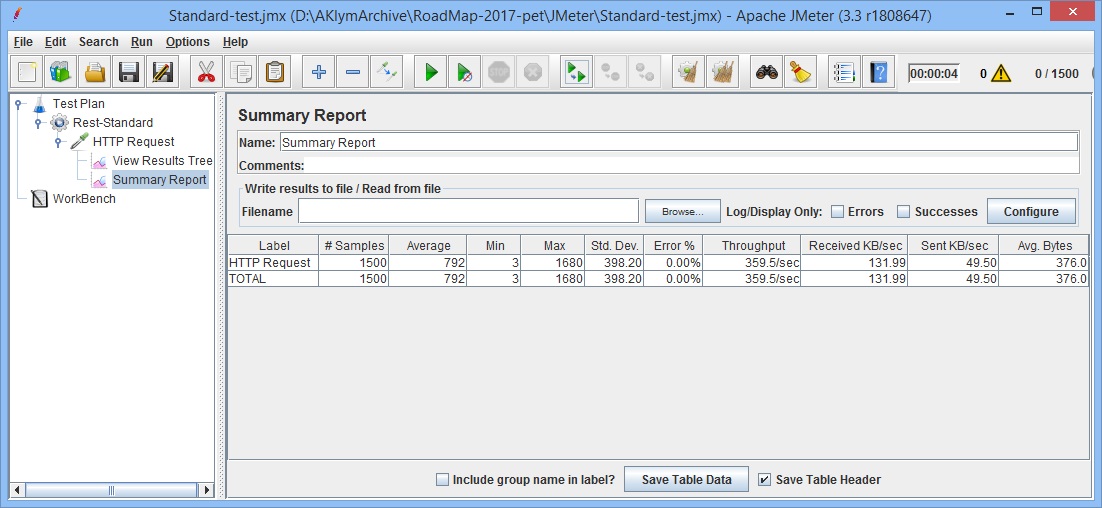 Standard-test.jmx (D:\AKlymArchive\RoadMap-2017-pet\JMeter\Standard-test.jmx) - Apache JMeter (3.3 r1808647)
File Edit Search Run Options Help
STOP 00:00:04 0 0 / 1500
Test Plan
Rest-Standard
HTTP Request
View Results Tree
Summary Report
WorkBench
Summary Report
Name: Summary Report
Comments:
Write results to file / Read from file
Filename Browse... Log/Display Only: Errors Successes Configure
Label # Samples Average Min Max Std. Dev. Error % Throughput Received KB/sec Sent KB/sec Avg. Bytes
HTTP Request 1500 792 3 1680 398.20 0.00% 359.5/sec 131.99 49.50 376.0
TOTAL 1500 792 3 1680 398.20 0.00% 359.5/sec 131.99 49.50 376.0
Include group name in label? Save Table Data Save Table Header